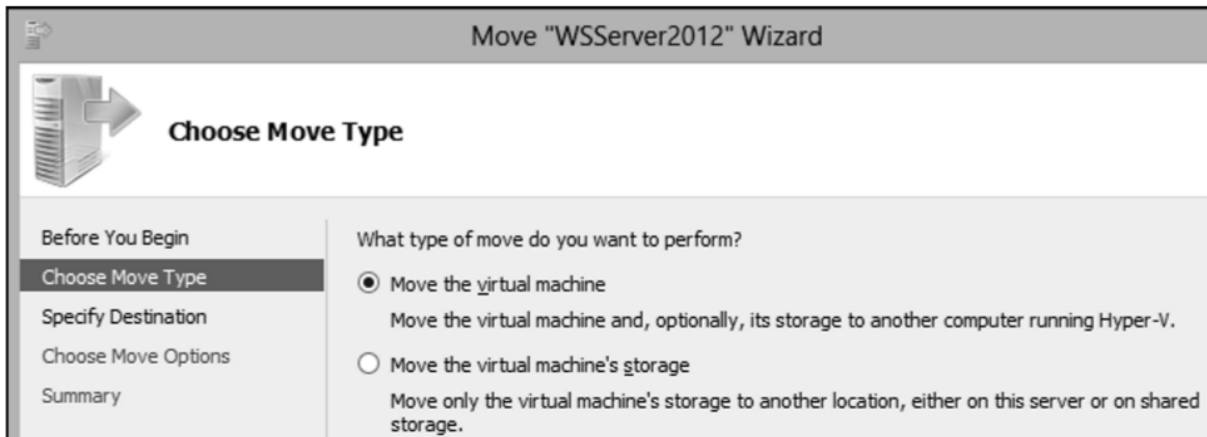 Move "WSServer2012" Wizard
Choose Move Type
Before You Begin
Choose Move Type
Specify Destination
Choose Move Options
Summary
What type of move do you want to perform?
Move the virtual machine
Move the virtual machine and, optionally, its storage to another computer running Hyper-V.
Move the virtual machine's storage
Move only the virtual machine's storage to another location, either on this server or on shared
storage.